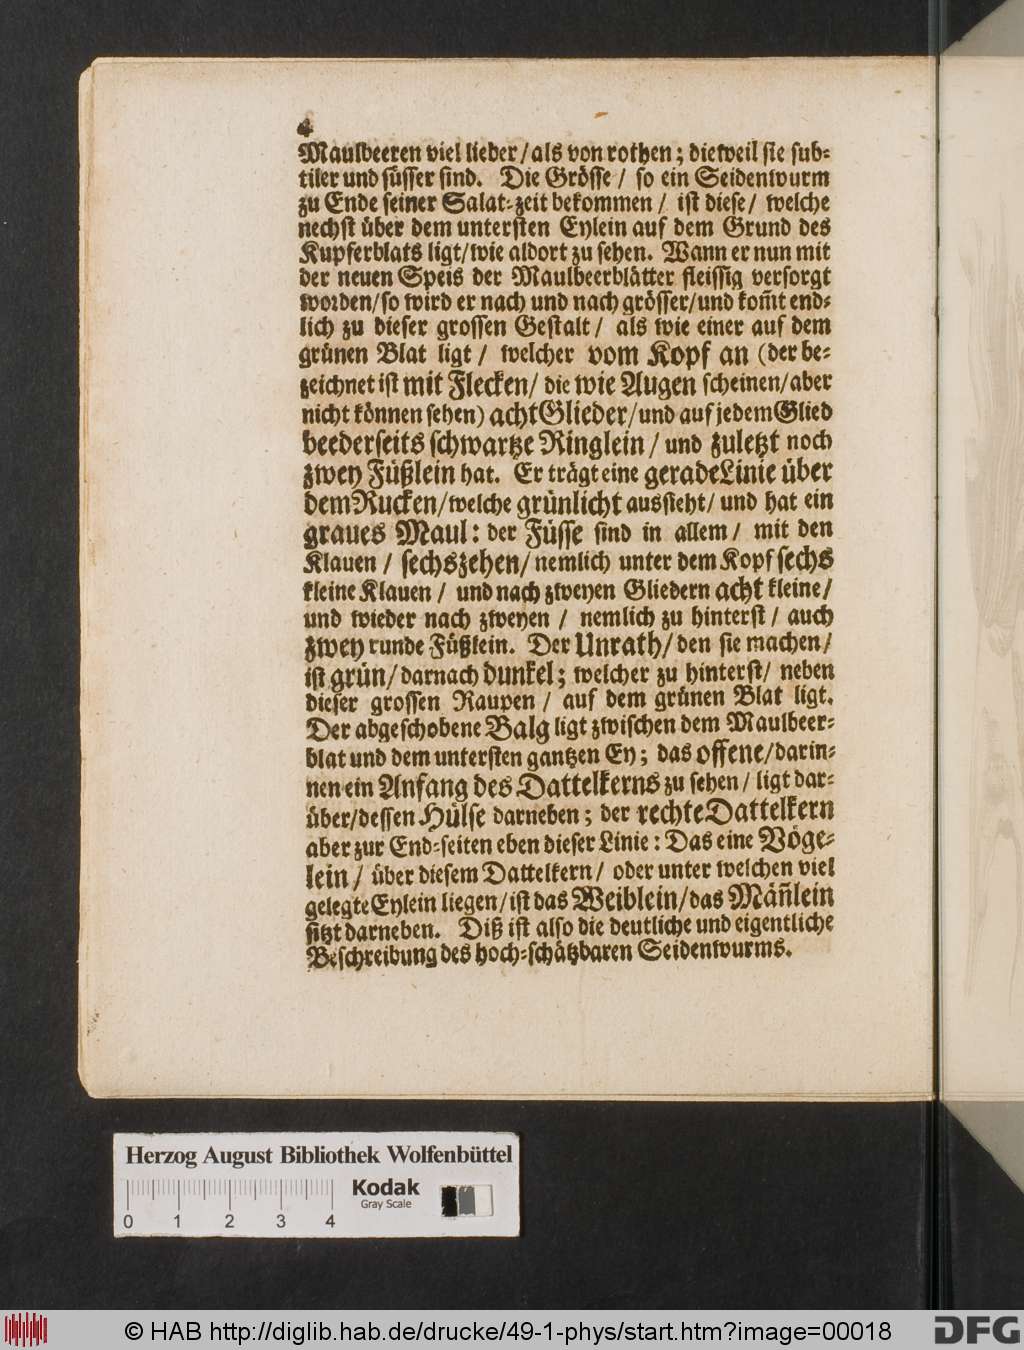 4
Maulbeeren viel lieber/als von rothen; dieweil sie sub-
tiler und süsser sind. Die Grösse/ so ein Seidenwurm
zu Ende seiner Salat-zeit bekommen/ ist diese/ welche
nechst über dem untersten Eylein auf dem Grund des
Kupferblats ligt/wie aldort zu sehen. Wann er nun mit
der neuen Speis der Maulbeerblätter fleissig versorgt
worden/so wird er nach und nach grösser/und kom̃t end-
lich zu dieser grossen Gestalt/ als wie einer auf dem
grünen Blat ligt/ welcher vom Kopf an (der be-
zeichnet ist mit Flecken/ die wie Augen scheinen/aber
nicht können sehen) acht Glieder/und auf jedem Glied
beederseits schwartze Ringlein/ und zuletzt noch
zwey Füßlein hat. Er trägt eine gerade Linie über
dem Rucken/welche grünlicht aussieht/ und hat ein
graues Maul: der Füsse sind in allem/ mit den
Klauen/ sechszehen/ nemlich unter dem Kopf sechs
kleine Klauen/ und nach zweyen Gliedern acht kleine/
und wieder nach zweyen/ nemlich zu hinterst/ auch
zwey runde Füßlein. Der Unrath/ den sie machen/
ist grün/ darnach dunkel; welcher zu hinterst/ neben
dieser grossen Raupen/ auf dem grünen Blat ligt.
Der abgeschobene Balg ligt zwischen dem Maulbeer-
blat und dem untersten gantzen Ey; das offene/darin-
nen ein Anfang des Dattelkerns zu sehen/ ligt dar-
über/dessen Hülse darneben; der rechte Dattelkern
aber zur End-seiten eben dieser Linie: Das eine Vöge-
lein/ über diesem Dattelkern/ oder unter welchen viel
gelegte Eylein liegen/ist das Weiblein/das Män̄lein
sitzt darneben. Diß ist also die deutliche und eigentliche
Beschreibung des hoch-schätzbaren Seidenwurms.
Herzog August Bibliothek Wolfenbüttel
Kodak
Gray Scale
0 1 2 3 4
© HAB http://diglib.hab.de/drucke/49-1-phys/start.htm?image=00018
DFG